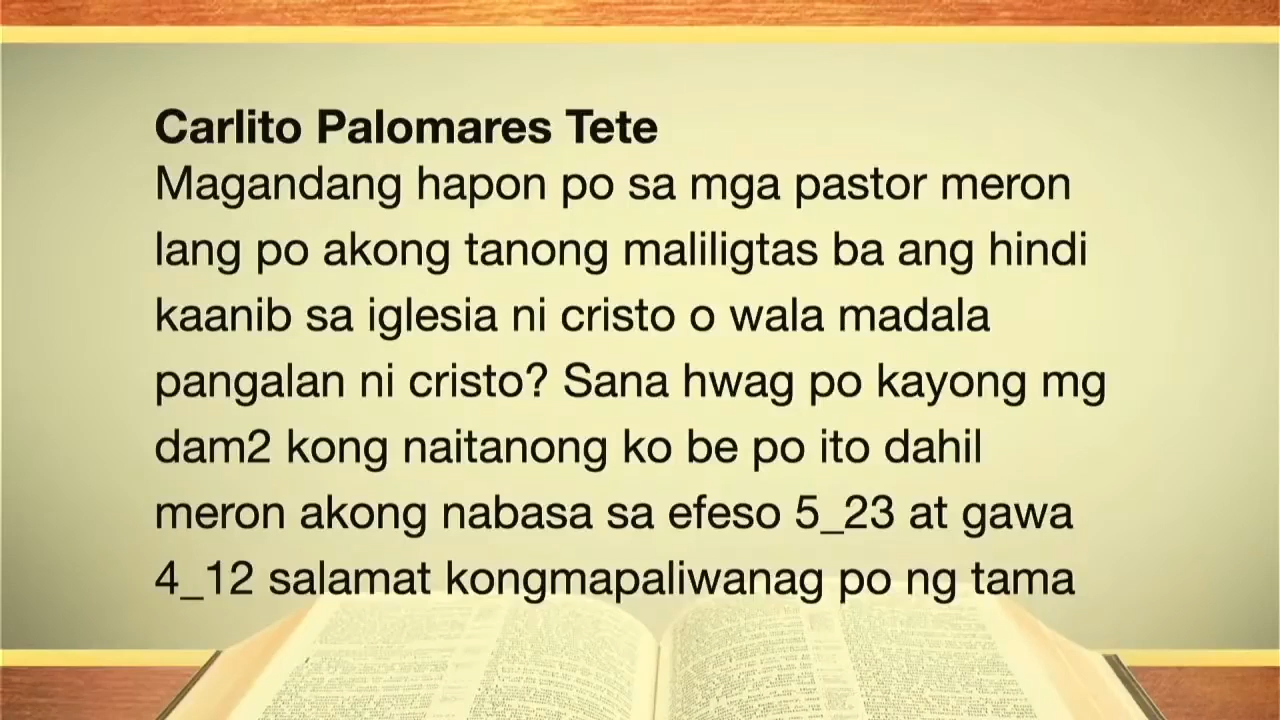 Carlito Palomares Tete
Magandang hapon po sa mga pastor meron
lang po akong tanong maliligtas ba ang hindi
kaanib sa iglesia ni cristo o wala madala
pangalan ni cristo? Sana hwag po kayong mg
dam2 kong naitanong ko be po ito dahil
meron akong nabasa sa efeso 5_23 at gawa
4_12 salamat kongmapaliwanag po ng tama